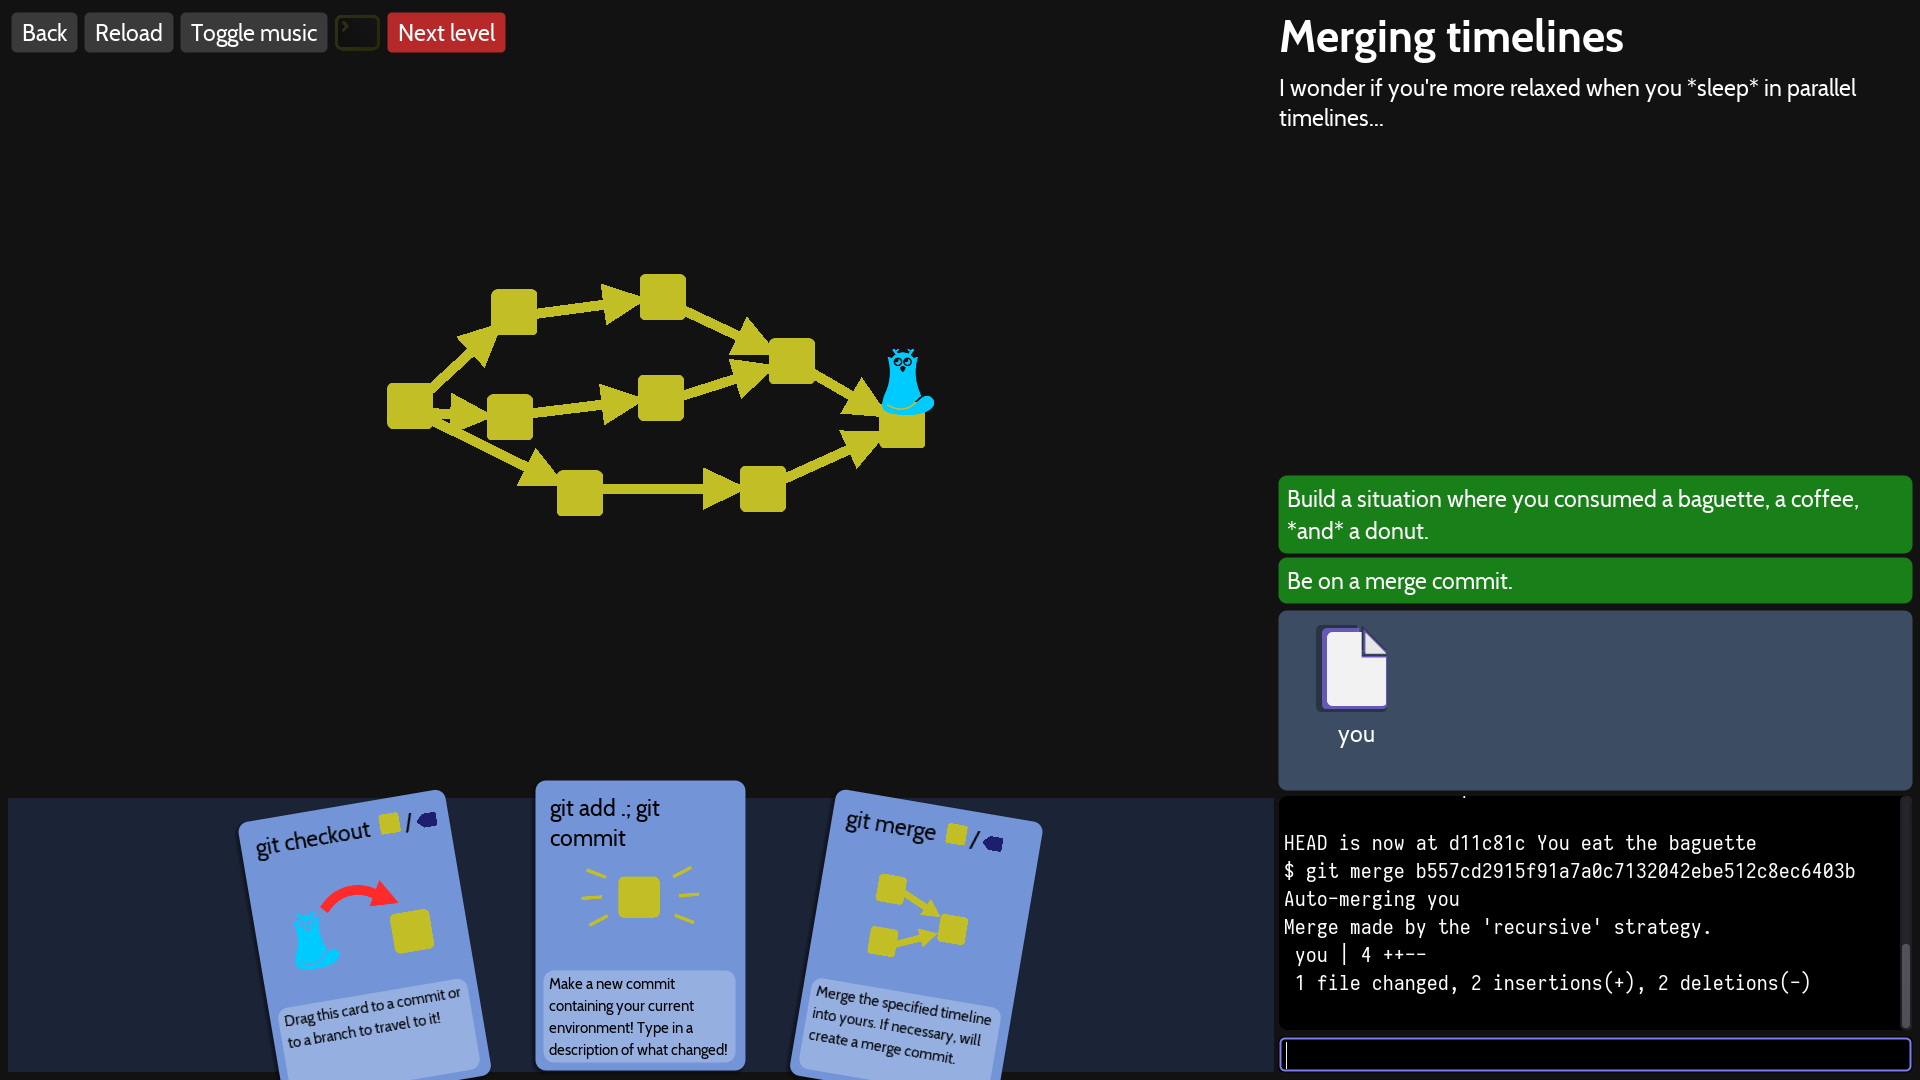 Back
Reload
Toggle music
Next level
Merging timelines
I wonder if you're more relaxed when you *sleep* in parallel
timelines...
Build a situation where you consumed a baguette, a coffee,
*and* a donut.
Be on a merge commit.
you
HEAD is now at d11c81c You eat the baguette
$ git merge b557cd2915f91a7a0c7132042ebe512c8ec6403b
Auto-merging you
Merge made by the 'recursive' strategy.
you | 4 ++--
1 file changed, 2 insertions(+), 2 deletions(-)
git checkout /
Drag this card to a commit or
to a branch to travel to it!
git add .; git
commit
Make a new commit
containing your current
environment! Type in a
description of what changed!
git merge /
Merge the specified timeline
into yours. If necessary, will
create a merge commit.